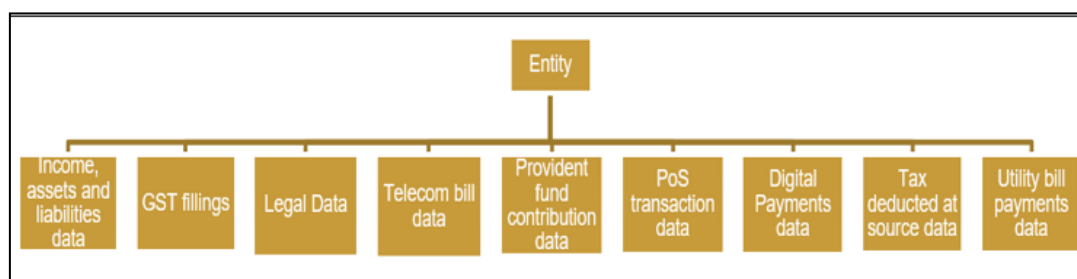 Entity
Income,
assets and
liabilities
data
GST fillings
Legal Data
Telecom bill
data
Provident
fund
contribution
data
PoS
transaction
data
Digital
Payments
data
Tax
deducted at
source data
Utility bill
payments
data